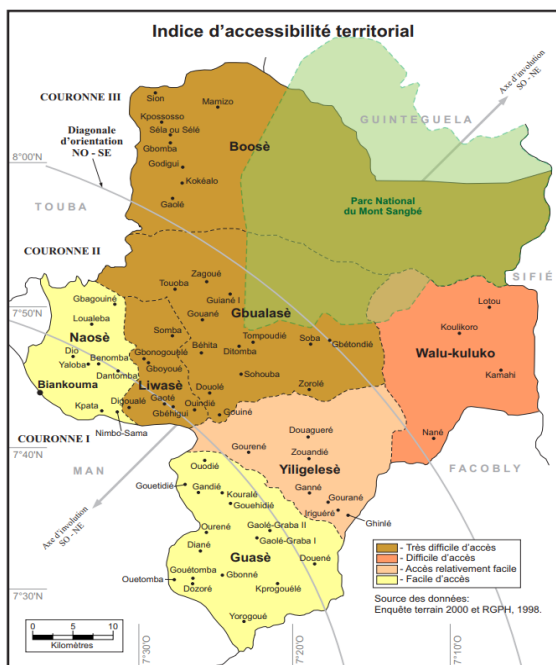 Indice d'accessibilité territorial
Axe d'involution
SO - NE
COURONNE III
Sion
Mamizo
Kpossosso
Séla pu Sélè
Gbomba
Boosè
GUINTEGUELA
Diagonale
d'orientation
NO - SE
8°00'N
Godigui
Kokéalo
Gaolé
TOUBA
Parc National
du Mont Sangbé
COURONNE II
SIFIÉ
Zagoué
Touoba
Guiané I
Gbagouiné
Gbualasè
Lotou
7°50'N
Loualeba
Gouané
Koulikoro
Naosè
Somba
Tompoudié
Soba
Gbétondié
Walu-kuluko
Dio
Gbonogouélé
Béhita
Ditomba
Yaloba
Benomba
Gboyoué
Kamahi
Dantomba
Sohouba
Biankouma
Liwasè
Douolé
Zorolé
Digoualé
Gaoté
Ouindié
Kpata
Gbéhigui
Gouiné
COURONNE I
Nimbo-Sama
Douagueré
Nané
7°40'N
Gourené
Zouandié
MAN
Ouodié
Yiligelesè
FACOBLY
Gouetidié
Gandié
Kouralé
Ganné
Gouehidié
Gourané
Iriguéré
Ghinlé
Axe d'involution
SO - NE
Ourené
Gaolé-Graba II
Gaolé-Graba I
Diané
Guasè
Douené
Gouètomba
Gbonné
Ouetomba
Dozoré
Kprogouélé
7°30'N
Yorogoué
- Très difficile d'accès
- Difficile d'accès
- Accès relativement facile
- Facile d'accès
Source des données:
Enquête terrain 2000 et RGPH, 1998.
0 5 10
Kilomètres
7°30'O
7°20'O
7°10'O